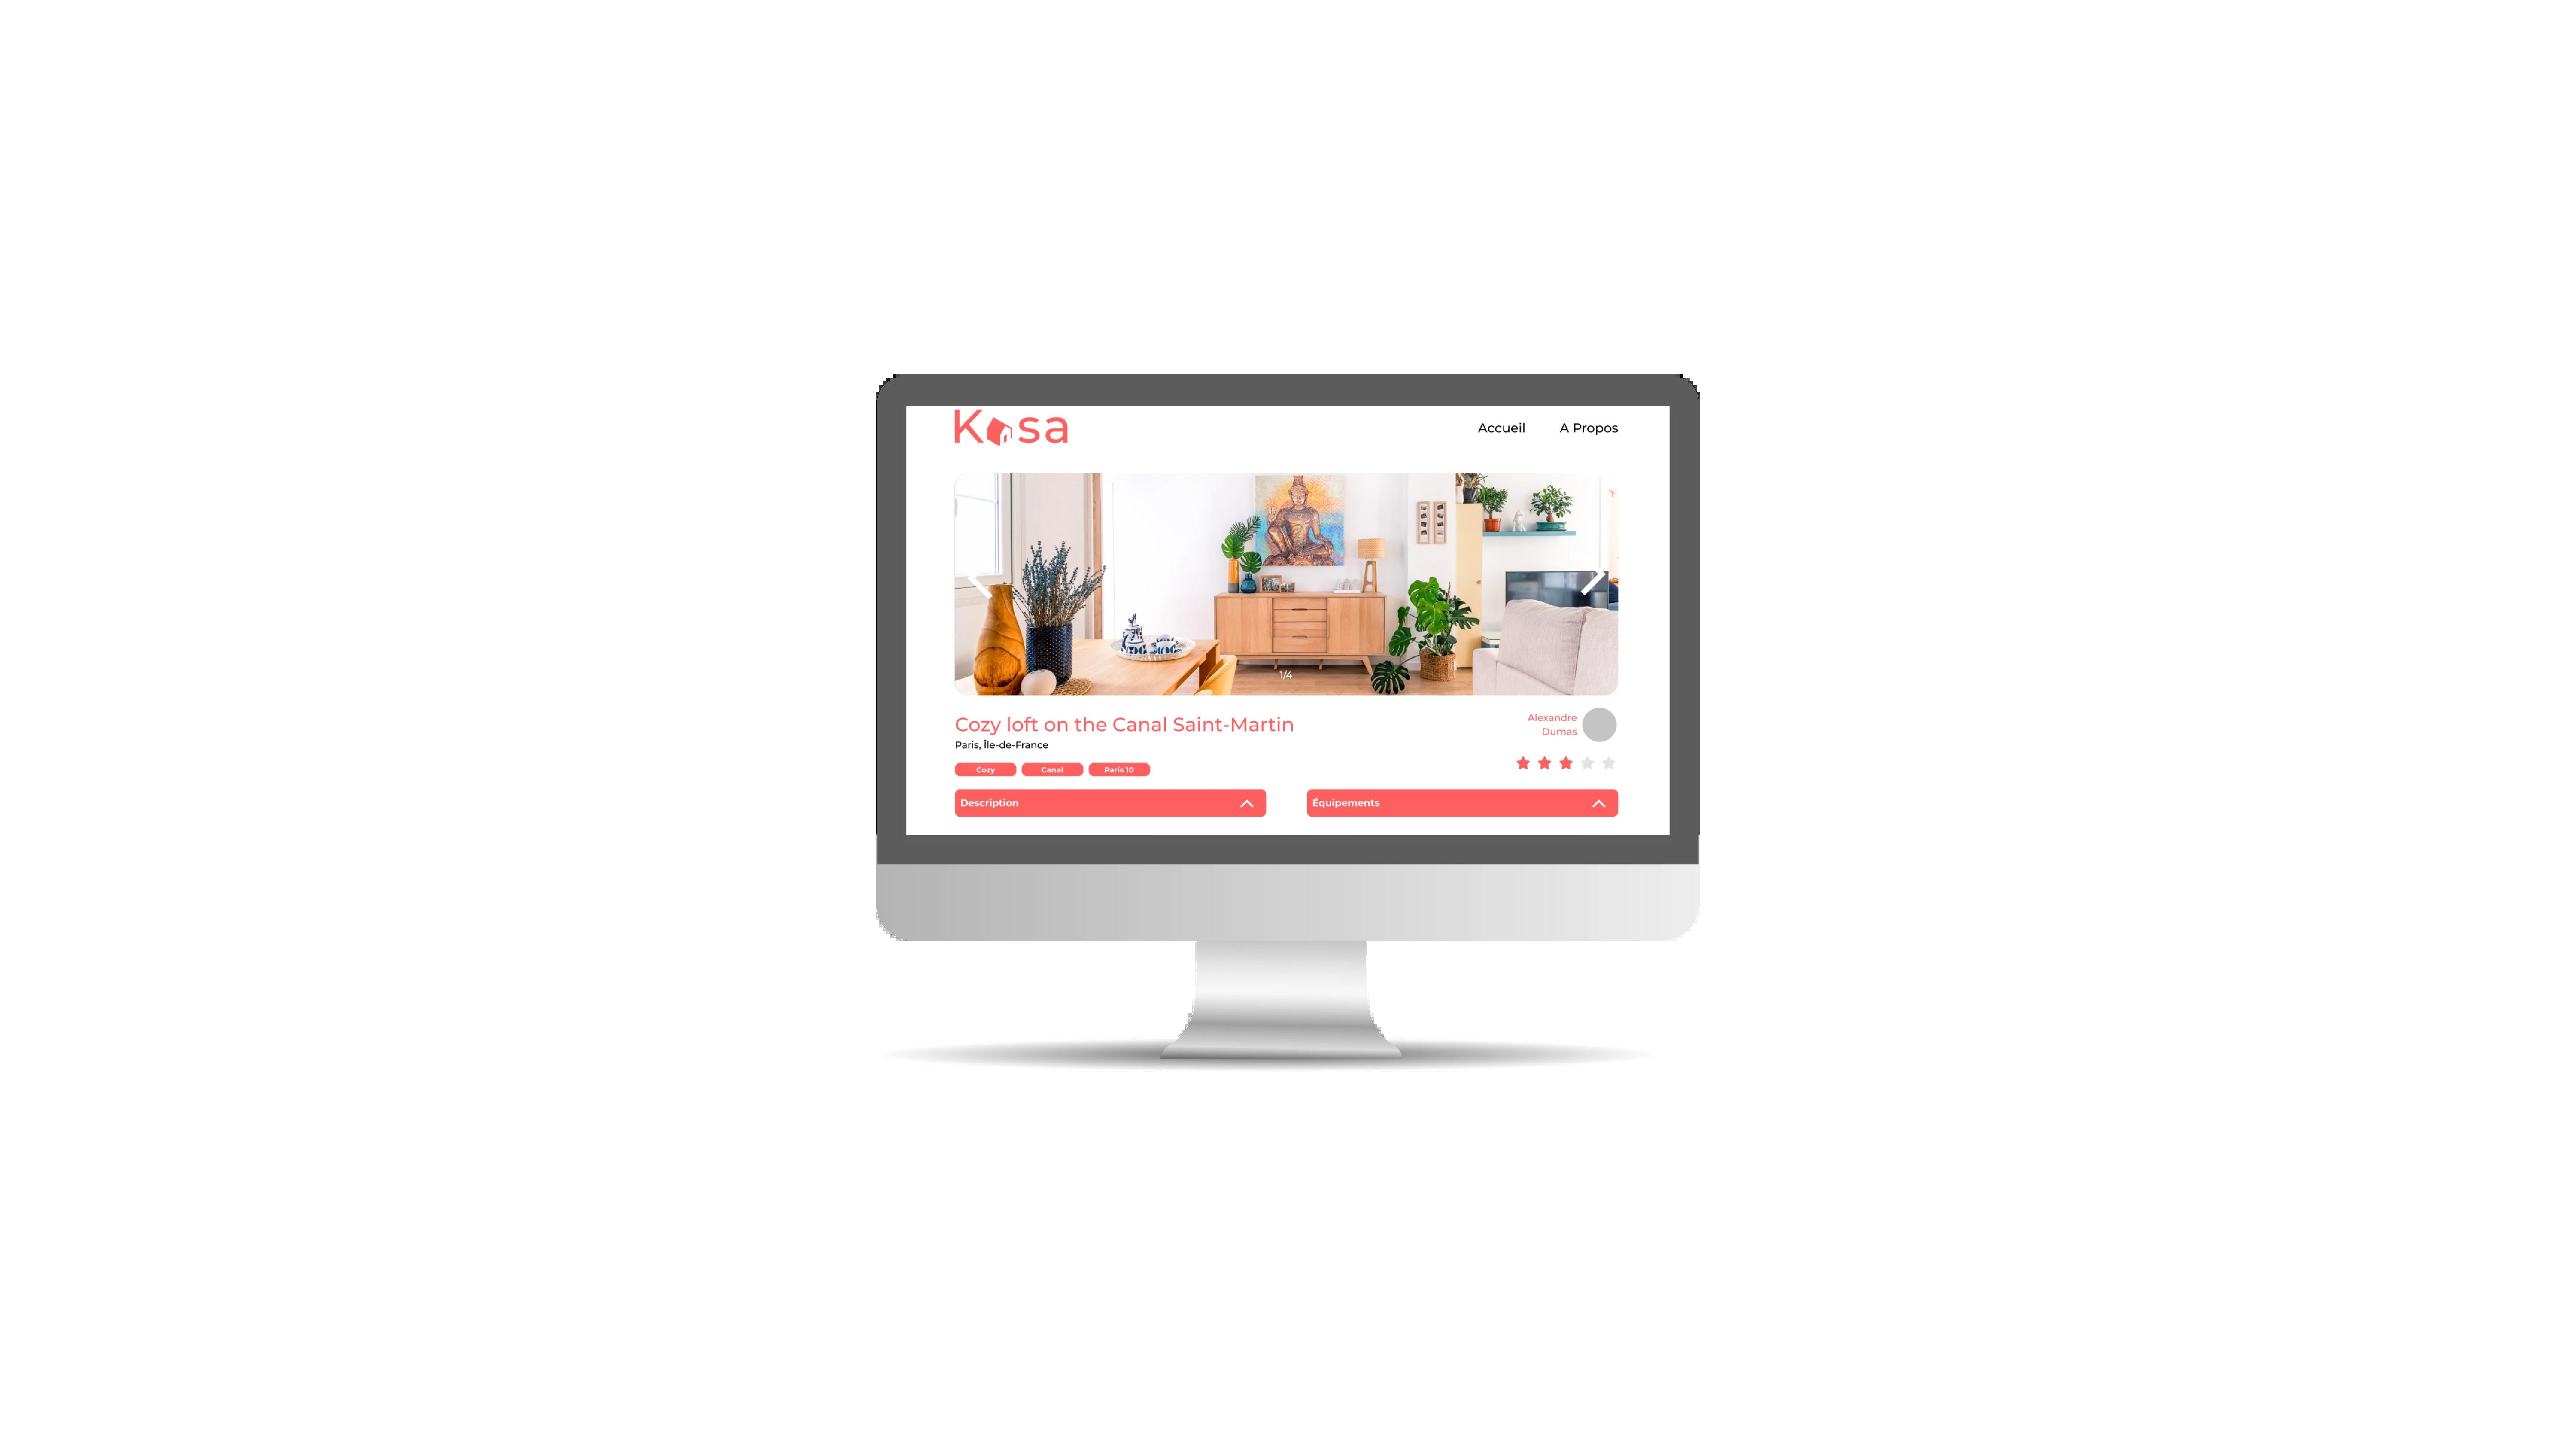 Kasa
Accueil
A Propos
1/4
Cozy loft on the Canal Saint-Martin
Paris, Île-de-France
Alexandre
Dumas
Cozy
Canal
Paris 10
Description
Équipements